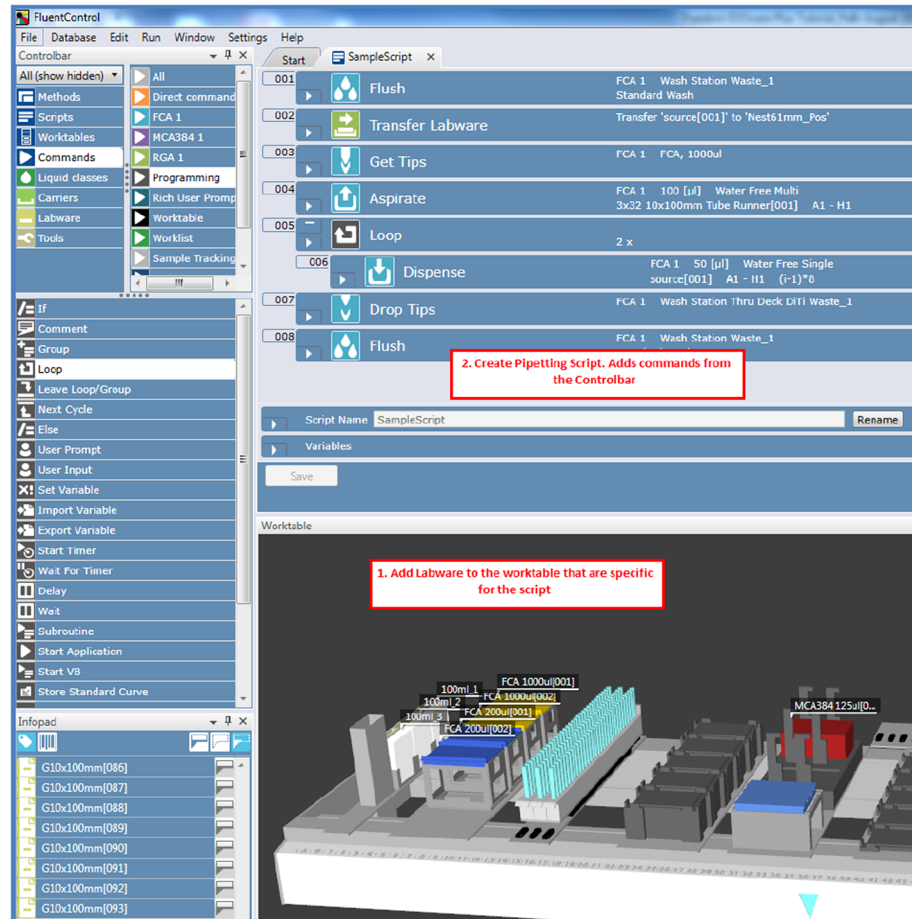 FluentControl
File Database Edit Run Window Settings Help
Controlbar
All (show hidden)
Methods
Scripts
Worktables
Commands
Liquid classes
Carriers
Labware
Tools
All
Direct command
FCA 1
MCA384 1
RGA 1
Programming
Rich User Promp
Worktable
Worklist
Sample Tracking
If
Comment
Group
Loop
Leave Loop/Group
Next Cycle
Else
User Prompt
User Input
Set Variable
Import Variable
Export Variable
Start Timer
Wait For Timer
Delay
Wait
Subroutine
Start Application
Start VB
Store Standard Curve
Infopad
G10x100mm[086]
G10x100mm[087]
G10x100mm[088]
G10x100mm[089]
G10x100mm[090]
G10x100mm[091]
G10x100mm[092]
G10x100mm[093]
Start SampleScript
001 Flush FCA 1 Wash Station Waste_1
Standard Wash
002 Transfer Labware Transfer 'source[001]' to 'Nest61mm_Pos'
003 Get Tips FCA 1 FCA, 1000ul
004 Aspirate FCA 1 100 [µl] Water Free Multi
3x32 10x100mm Tube Runner[001] A1 - H1
005 Loop 2 x
006 Dispense FCA 1 50 [µl] Water Free Single
source[001] A1 - H1 (i-1)*8
007 Drop Tips FCA 1 Wash Station Thru Deck DiTi Waste_1
008 Flush FCA 1 Wash Station Waste_1
2. Create Pipetting Script. Adds commands from
the Controlbar
Script Name SampleScript Rename
Variables
Save
Worktable
1. Add Labware to the worktable that are specific
for the script
FCA 1000ul[001]
100ml_1 FCA 1000ul[002]
100ml_2 FCA 200ul[001]
100ml_3 FCA 200ul[002]
MCA384 125ul[0...